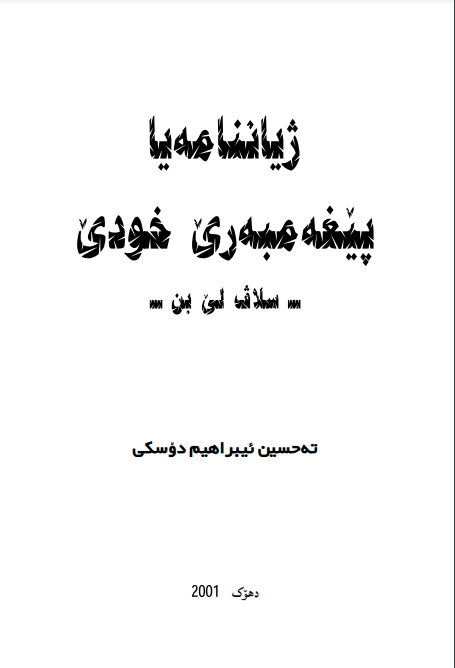 ژیاننامەیا
پێغەمبەرێ خودێ
ـ سلاڤ لێ بن ـ
تەحسین ئیبراهیم دۆسکی
دهۆک 2001